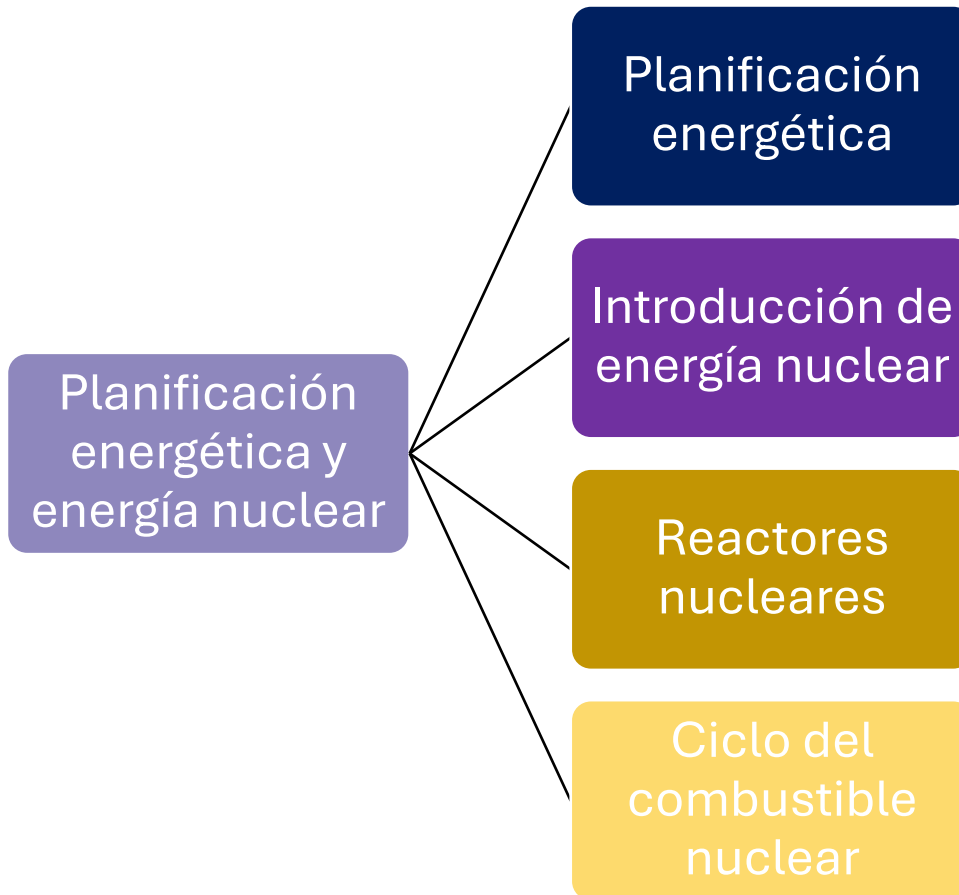 Planificación
energética y
energía nuclear
Planificación
energética
Introducción de
energía nuclear
Reactores
nucleares
Ciclo del
combustible
nuclear